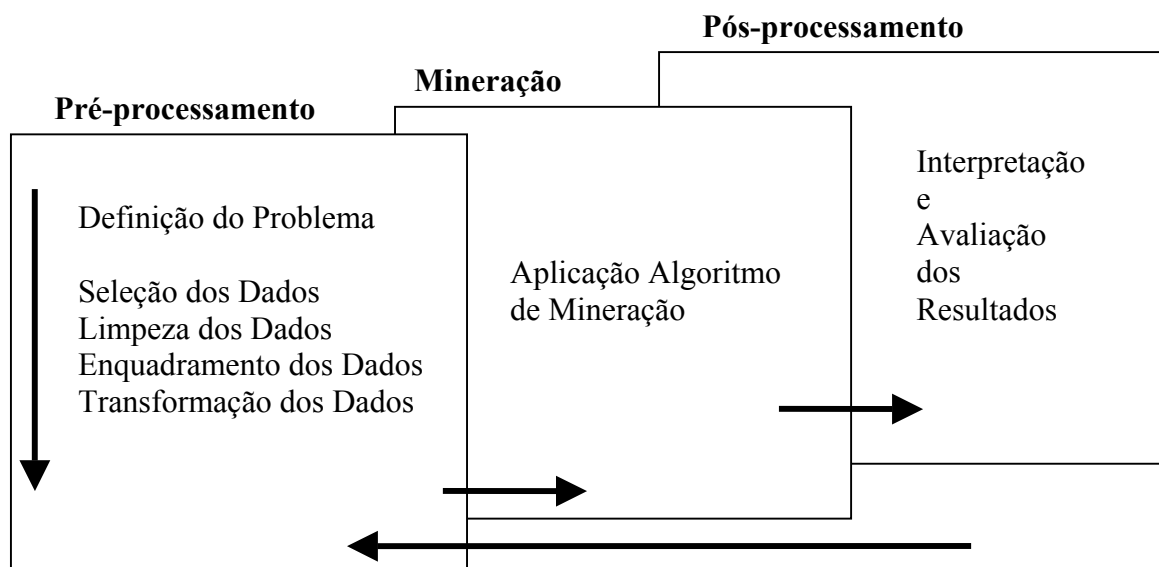 Pré-processamento
Definição do Problema
Seleção dos Dados
Limpeza dos Dados
Enquadramento dos Dados
Transformação dos Dados
Mineração
Aplicação Algoritmo
de Mineração
Pós-processamento
Interpretação
e
Avaliação
dos
Resultados